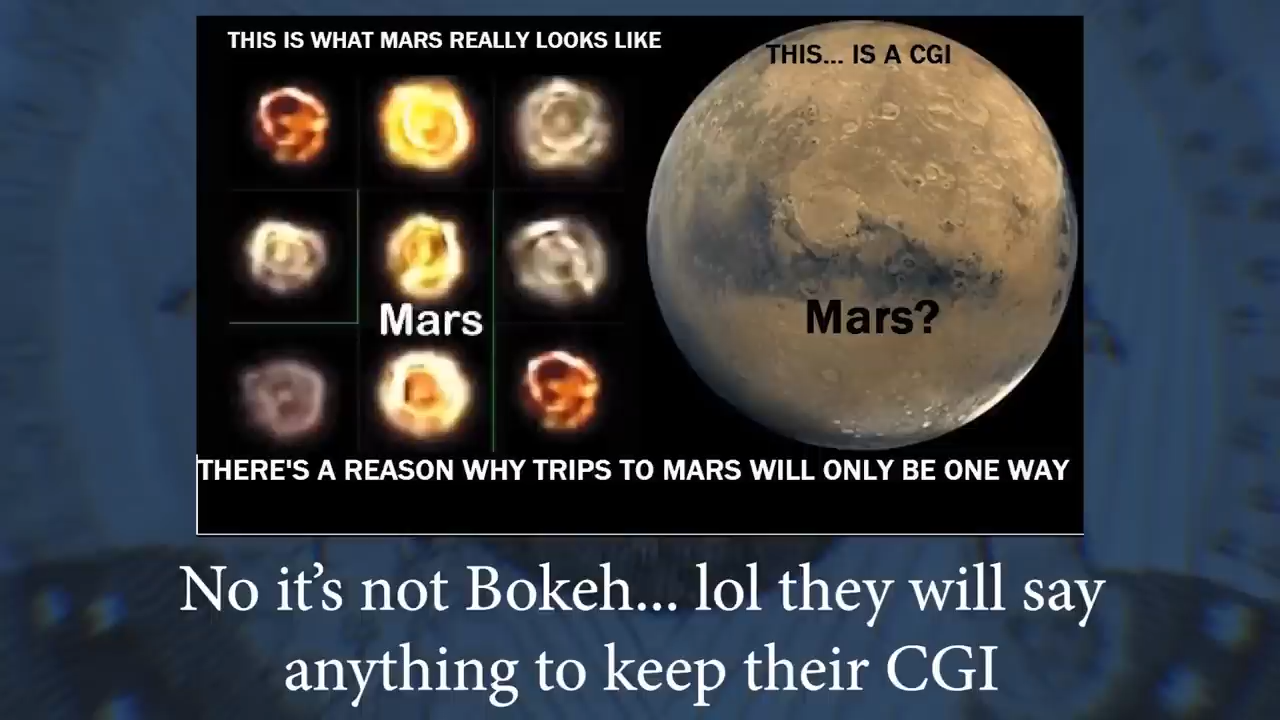 THIS IS WHAT MARS REALLY LOOKS LIKE
THIS... IS A CGI
Mars
Mars?
THERE'S A REASON WHY TRIPS TO MARS WILL ONLY BE ONE WAY
No it’s not Bokeh... lol they will say
anything to keep their CGI